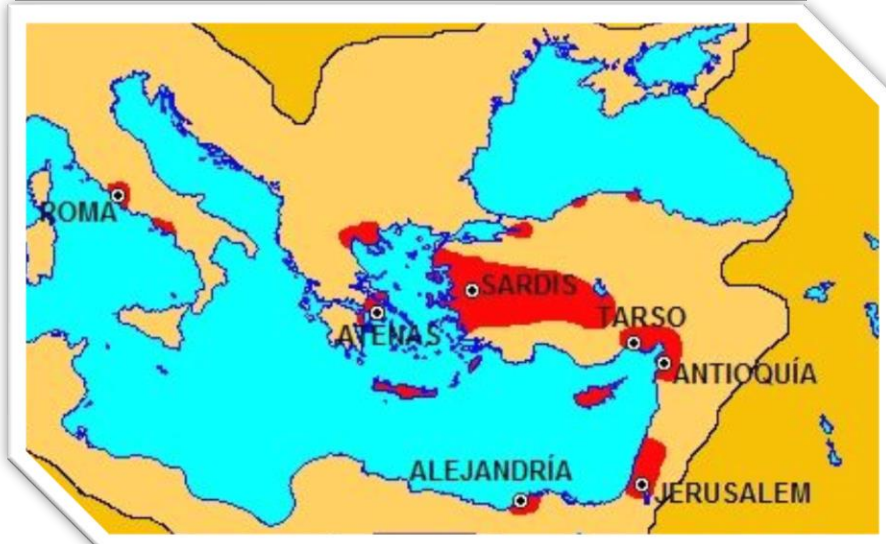 ROMA
SARDIS
TARSO
ATENAS
ANTIOQUÍA
ALEJANDRÍA
JERUSALEM